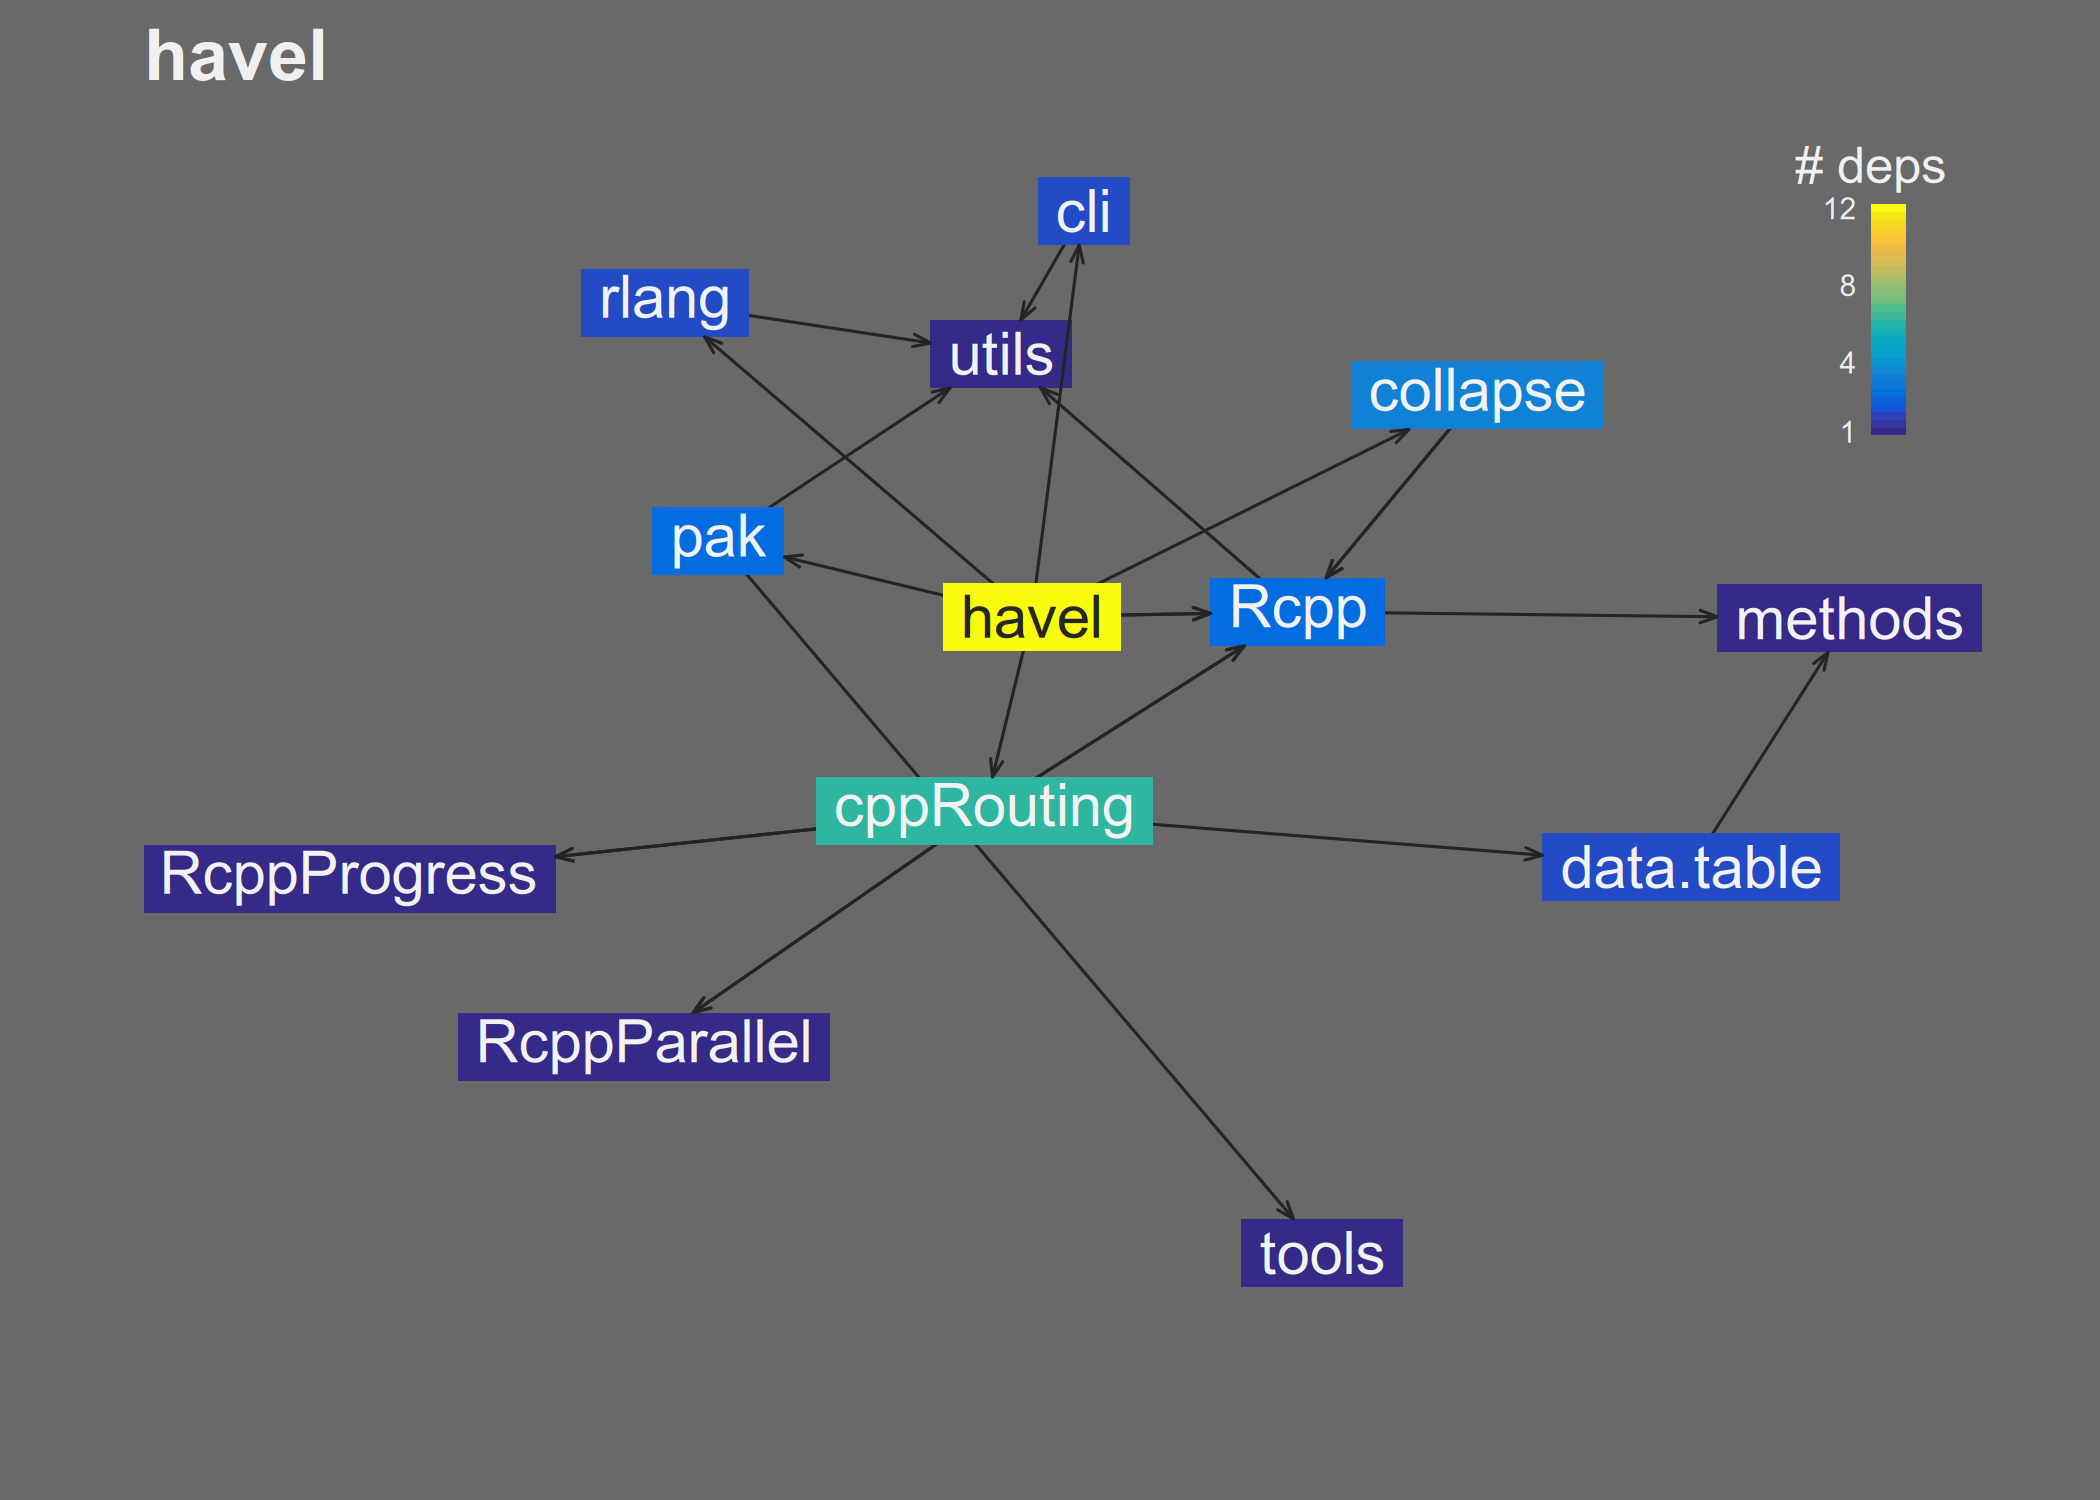 havel
# deps
12
8
4
1
cli
rlang
utils
collapse
pak
havel
Rcpp
methods
cppRouting
RcppProgress
data.table
RcppParallel
tools